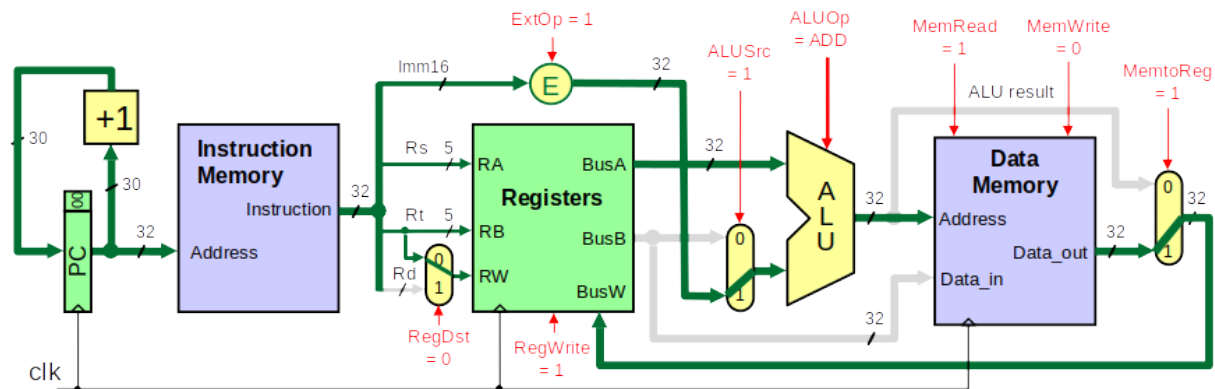 ExtOp = 1
ALUOp
= ADD
MemRead
= 1
MemWrite
= 0
ALUSrc
= 1
MemtoReg
= 1
Imm16
32
E
ALU result
30
+1
Instruction
Memory
Instruction
Address
32
30
32
00
PC
Rs 5
Rt 5
Rd
0
1
RA
RB
RW
Registers
BusA
BusB
BusW
32
0
1
A
L
U
32
Data
Memory
Address
Data_out
Data_in
32
0
1
32
32
32
RegDst
= 0
RegWrite
= 1
clk